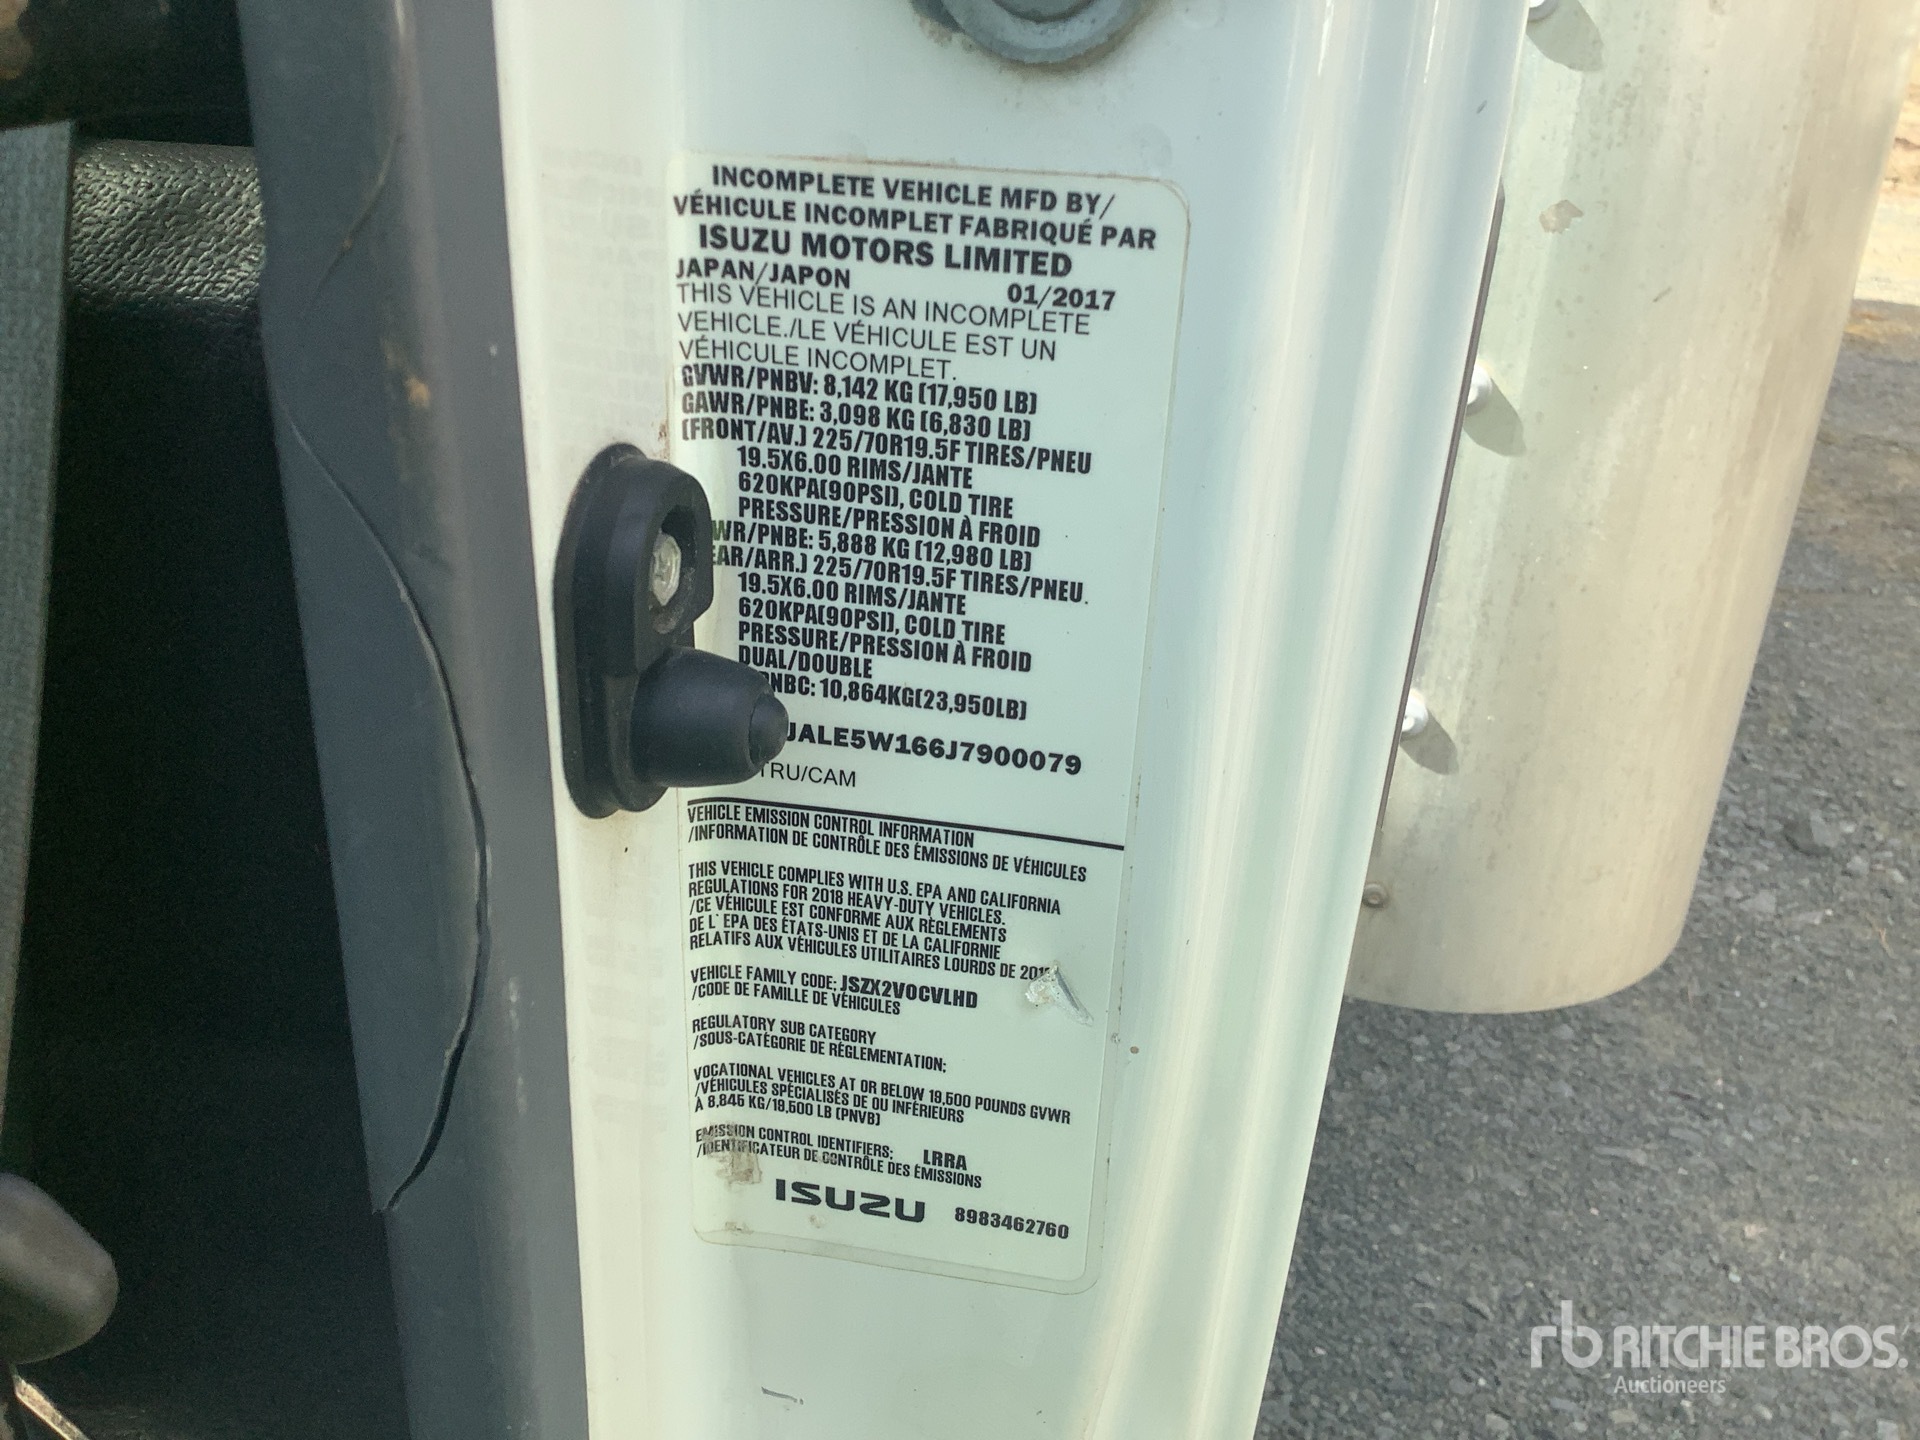 INCOMPLETE VEHICLE MFD BY/
VÉHICULE INCOMPLET FABRIQUÉ PAR
ISUZU MOTORS LIMITED
JAPAN/JAPON 01/2017
THIS VEHICLE IS AN INCOMPLETE
VEHICLE./LE VÉHICULE EST UN
VÉHICULE INCOMPLET.
GVWR/PNBV: 8,142 KG (17,950 LB)
GAWR/PNBE: 3,098 KG (6,830 LB)
(FRONT/AV.) 225/70R19.5F TIRES/PNEU
19.5X6.00 RIMS/JANTE
620KPA(90PSI), COLD TIRE
PRESSURE/PRESSION À FROID
WR/PNBE: 5,888 KG (12,980 LB)
EAR/ARR.) 225/70R19.5F TIRES/PNEU.
19.5X6.00 RIMS/JANTE
620KPA(90PSI), COLD TIRE
PRESSURE/PRESSION À FROID
DUAL/DOUBLE
NBC: 10,864KG(23,950LB)
JALE5W166J7900079
TRU/CAM
VEHICLE EMISSION CONTROL INFORMATION
/INFORMATION DE CONTRÔLE DES ÉMISSIONS DE VÉHICULES
THIS VEHICLE COMPLIES WITH U.S. EPA AND CALIFORNIA
REGULATIONS FOR 2018 HEAVY-DUTY VEHICLES.
/CE VÉHICULE EST CONFORME AUX RÈGLEMENTS
DE L'EPA DES ÉTATS-UNIS ET DE LA CALIFORNIE
RELATIFS AUX VÉHICULES UTILITAIRES LOURDS DE 201
VEHICLE FAMILY CODE: JSZX2VOCVLHD
/CODE DE FAMILLE DE VÉHICULES
REGULATORY SUB CATEGORY
/SOUS-CATÉGORIE DE RÉGLEMENTATION:
VOCATIONAL VEHICLES AT OR BELOW 19,500 POUNDS GVWR
/VÉHICULES SPÉCIALISÉS DE OU INFÉRIEURS
À 8,845 KG/19,500 LB (PNVB)
EMISSION CONTROL IDENTIFIERS: LRRA
/IDENTIFICATEUR DE CONTRÔLE DES ÉMISSIONS
ISUZU 8983462760
rb RITCHIE BROS.
Auctioneers